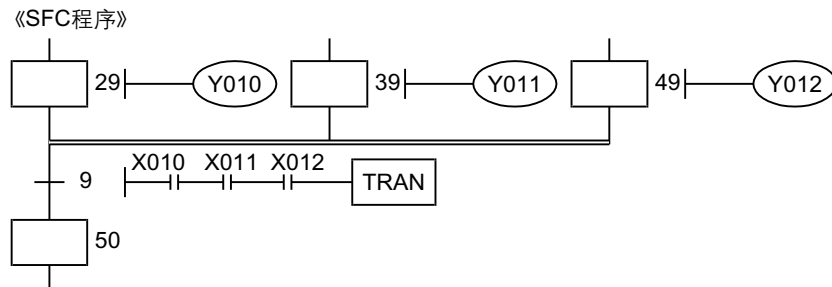 《SFC程序》
29 Y010 39 Y011 49 Y012
X010 X011 X012
9 TRAN
50